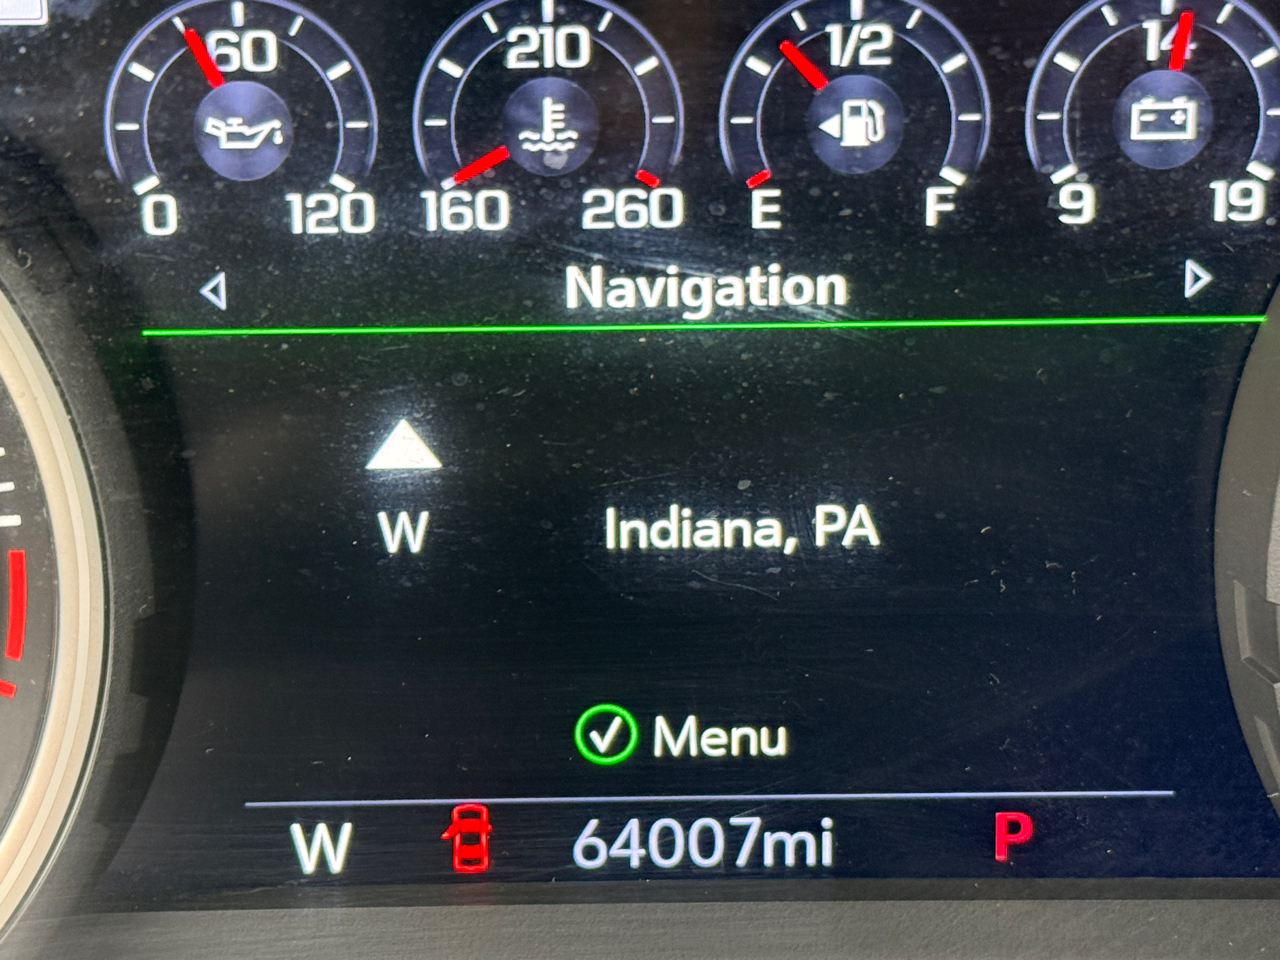 60 210 1/2 14
0 120 160 260 E F 9 19
Navigation
W Indiana, PA
Menu
W 64007mi P